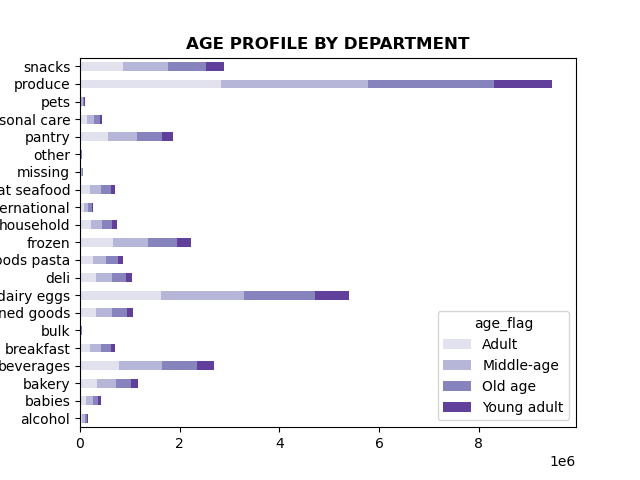 AGE PROFILE BY DEPARTMENT
snacks
produce
pets
sonal care
pantry
other
missing
at seafood
ernational
household
frozen
oods pasta
deli
dairy eggs
ned goods
bulk
breakfast
beverages
bakery
babies
alcohol
age_flag
Adult
Middle-age
Old age
Young adult
0 2 4 6 8
1e6